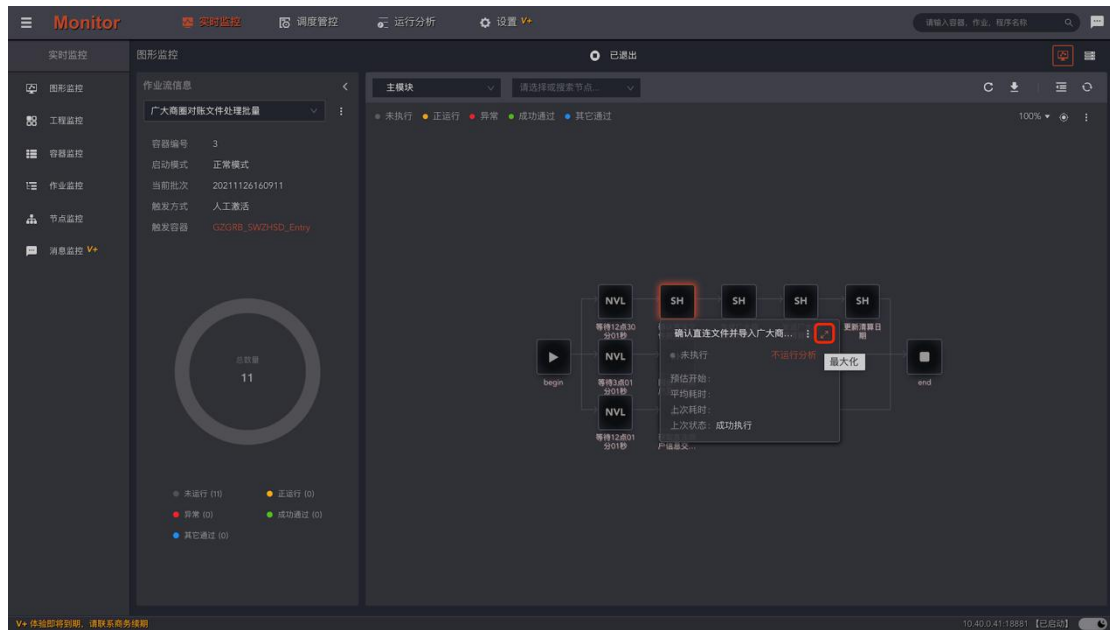 Monitor
实时监控
调度管控
运行分析
设置 V+
请输入容器、作业、程序名称
实时监控
图形监控
已退出
图形监控
工程监控
容器监控
作业监控
节点监控
消息监控 V+
作业流信息
广大商圈对账文件处理批量
容器编号 3
启动模式 正常模式
当前批次 20211126160911
触发方式 人工激活
触发容器 GZGRB_SWZHSD_Entry
总数量
11
未运行 (11)
正运行 (0)
异常 (0)
成功通过 (0)
其它通过 (0)
主模块
请选择或搜索节点...
未执行 正运行 异常 成功通过 其它通过
100%
NVL SH SH SH SH
等待12点30
分01秒
更新清算日
期
确认直连文件并导入广大商...
未执行 不运行分析
最大化
预估开始:
平均耗时:
上次耗时:
上次状态: 成功执行
begin
NVL
等待3点01
分01秒
NVL
等待12点01
分01秒
户信息交...
end
V+ 体验即将到期，请联系商务续期
10.40.0.41:18881 【已启动】